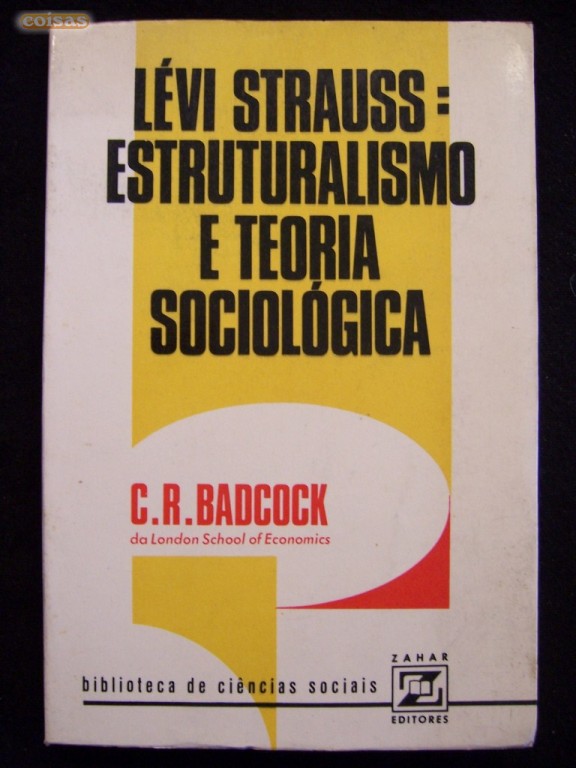 coisas
LÉVI STRAUSS:
ESTRUTURALISMO
E TEORIA
SOCIOLÓGICA
C.R.BADCOCK
da London School of Economics
biblioteca de ciências sociais
ZAHAR
EDITORES